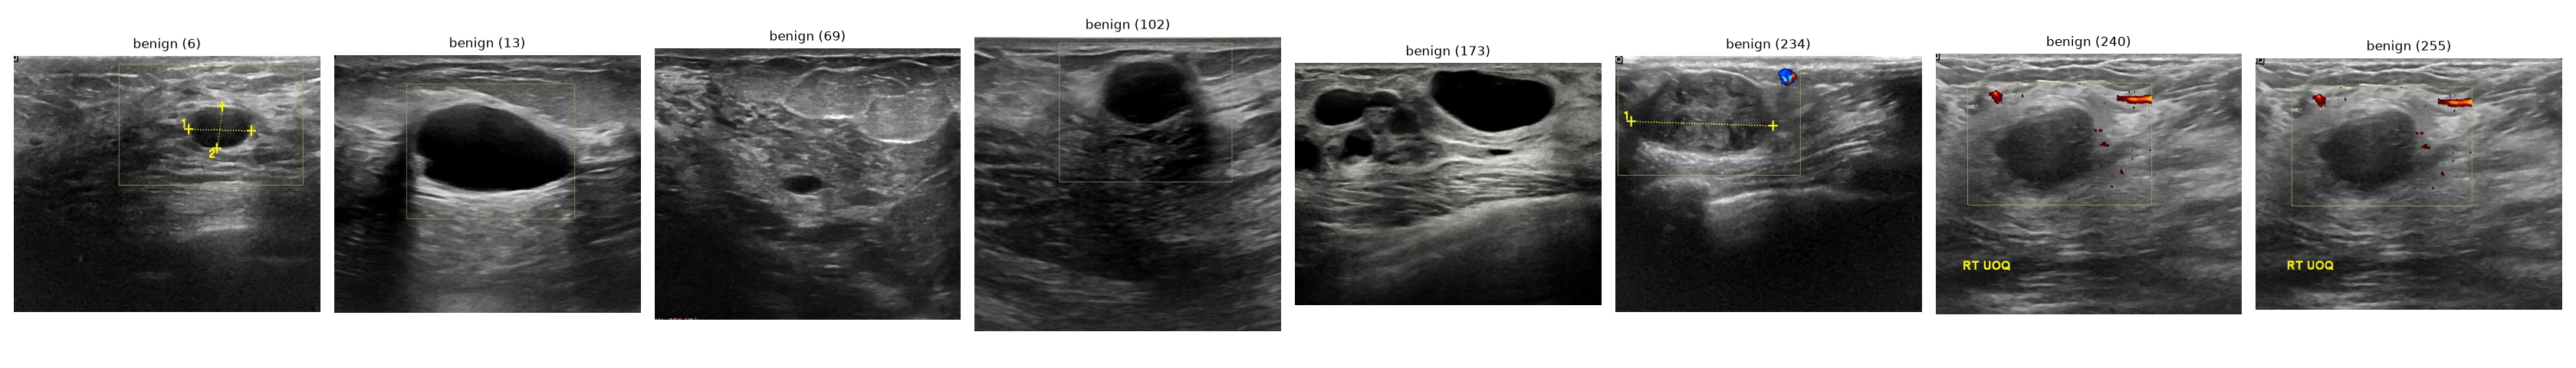 benign (6)
benign (13)
benign (69)
benign (102)
benign (173)
benign (234)
benign (240)
benign (255)
1
2
1
RT UOQ
RT UOQ